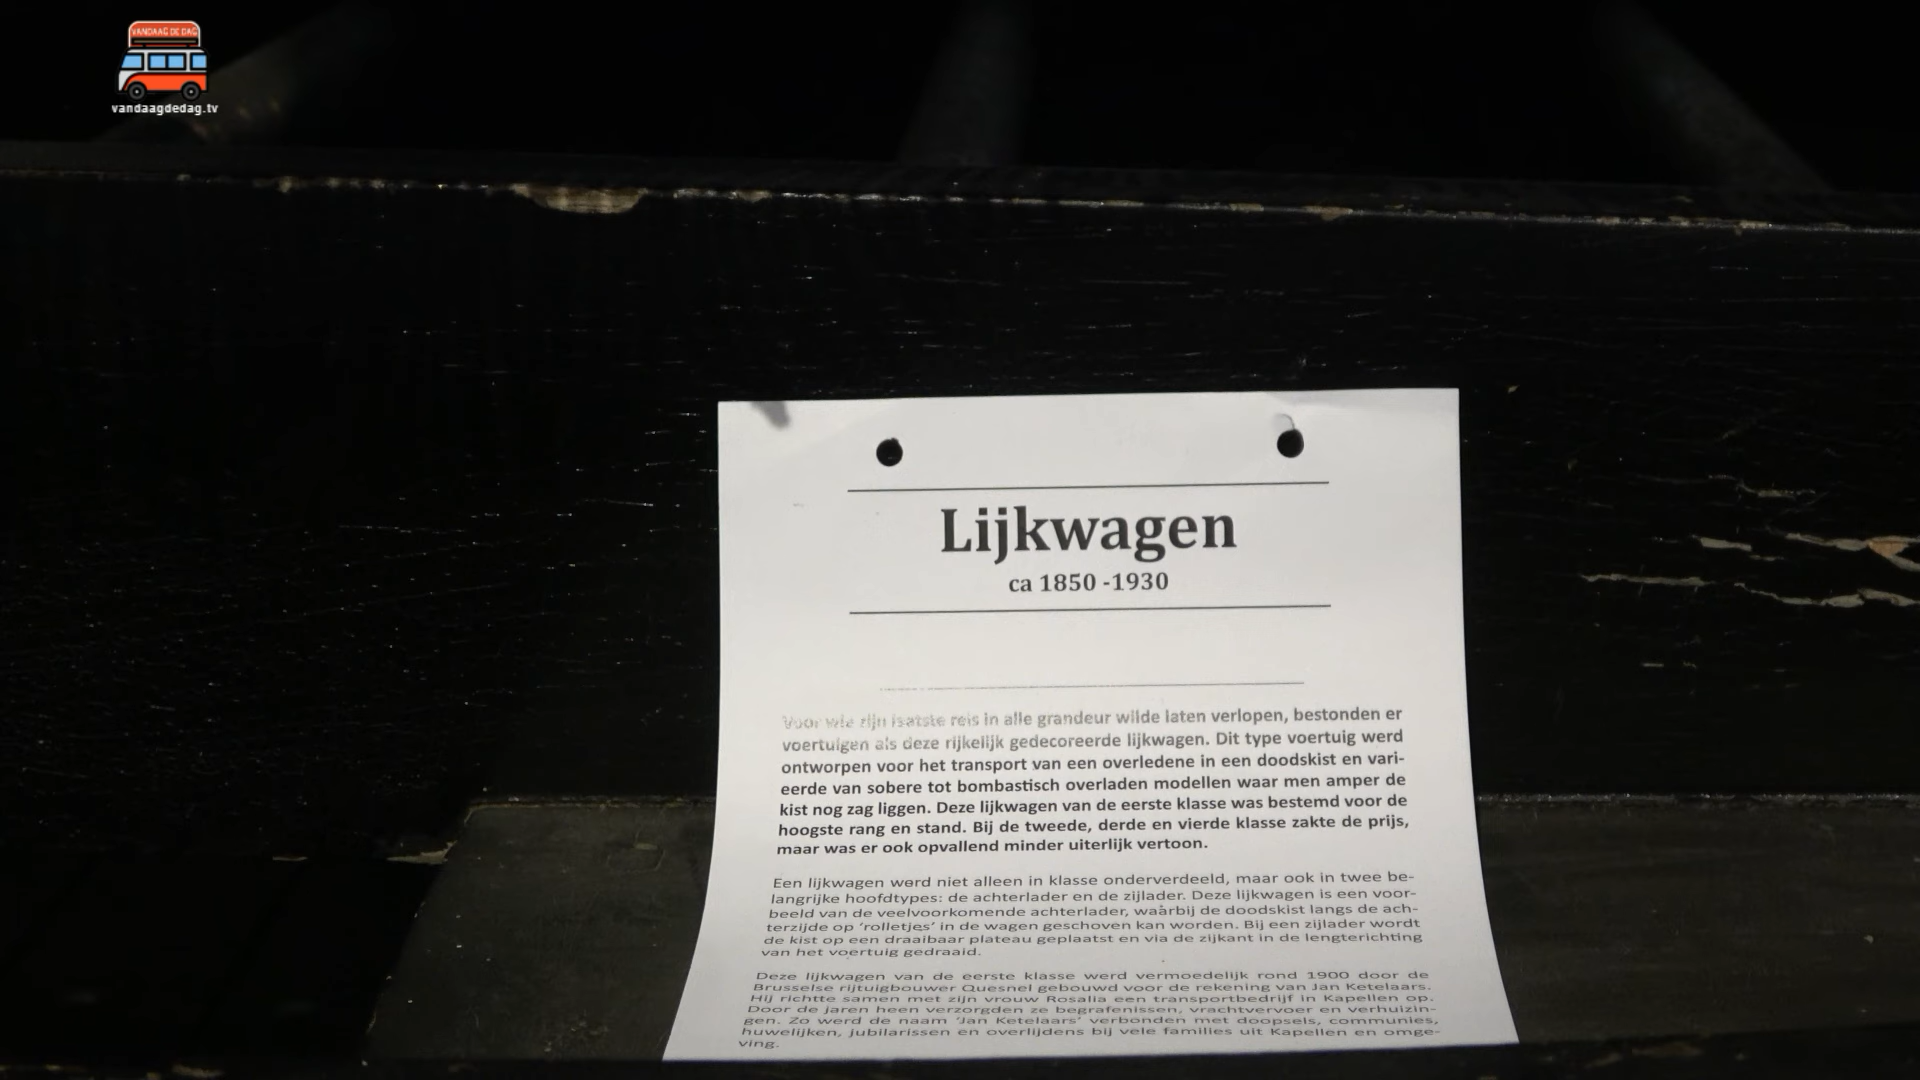 VANDAAG DE DAG
vandaagdedag.tv
Lijkwagen
ca 1850 -1930
Voor wie zijn laatste reis in alle grandeur wilde laten verlopen, bestonden er
voertuigen als deze rijkelijk gedecoreerde lijkwagen. Dit type voertuig werd
ontworpen voor het transport van een overledene in een doodskist en vari-
eerde van sobere tot bombastisch overladen modellen waar men amper de
kist nog zag liggen. Deze lijkwagen van de eerste klasse was bestemd voor de
hoogste rang en stand. Bij de tweede, derde en vierde klasse zakte de prijs,
maar was er ook opvallend minder uiterlijk vertoon.
Een lijkwagen werd niet alleen in klasse onderverdeeld, maar ook in twee be-
langrijke hoofdtypes: de achterlader en de zijlader. Deze lijkwagen is een voor-
beeld van de veelvoorkomende achterlader, waarbij de doodskist langs de ach-
terzijde op ‘rolletjes’ in de wagen geschoven kan worden. Bij een zijlader wordt
de kist op een draaibaar plateau geplaatst en via de zijkant in de lengterichting
van het voertuig gedraaid.
Deze lijkwagen van de eerste klasse werd vermoedelijk rond 1900 door de
Brusselse rijtuigbouwer Quesnel gebouwd voor de rekening van Jan Ketelaars.
Hij richtte samen met zijn vrouw Rosalia een transportbedrijf in Kapellen op.
Door de jaren heen verzorgden ze begrafenissen, vrachtvervoer en verhuizin-
gen. Zo werd de naam ‘Jan Ketelaars’ verbonden met doopsels, communies,
huwelijken, jubilarissen en overlijdens bij vele families uit Kapellen en omge-
ving.